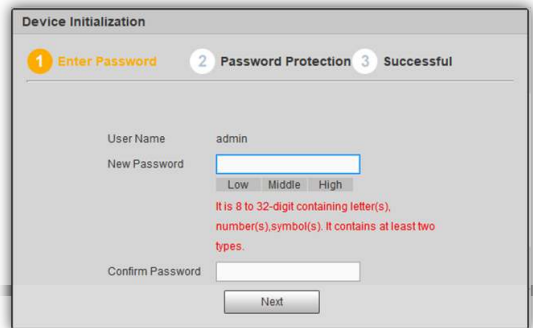 Device Initialization
1 Enter Password 2 Password Protection 3 Successful
User Name admin
New Password
Low Middle High
It is 8 to 32-digit containing letter(s),
number(s),symbol(s). It contains at least two
types.
Confirm Password
Next